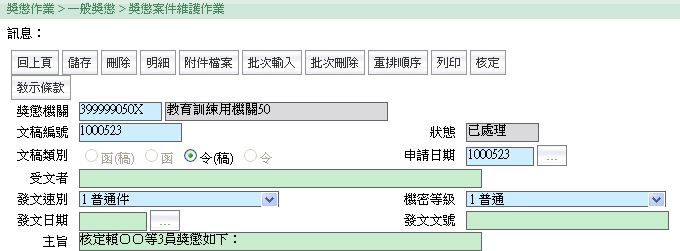 獎懲作業 > 一般獎懲 > 獎懲案件維護作業
訊息：
回上頁 儲存 刪除 明細 附件檔案 批次輸入 批次刪除 重排順序 列印 核定
敎示條款
獎懲機關 399999050X 教育訓練用機關50
文稿編號 1000523 狀態 已處理
文稿類別 函(稿) 函 令(稿) 令 申請日期 1000523 ...
受文者
發文速別 1 普通件 機密等級 1 普通
發文日期 ... 發文文號
主旨 核定賴○○等3員獎懲如下：